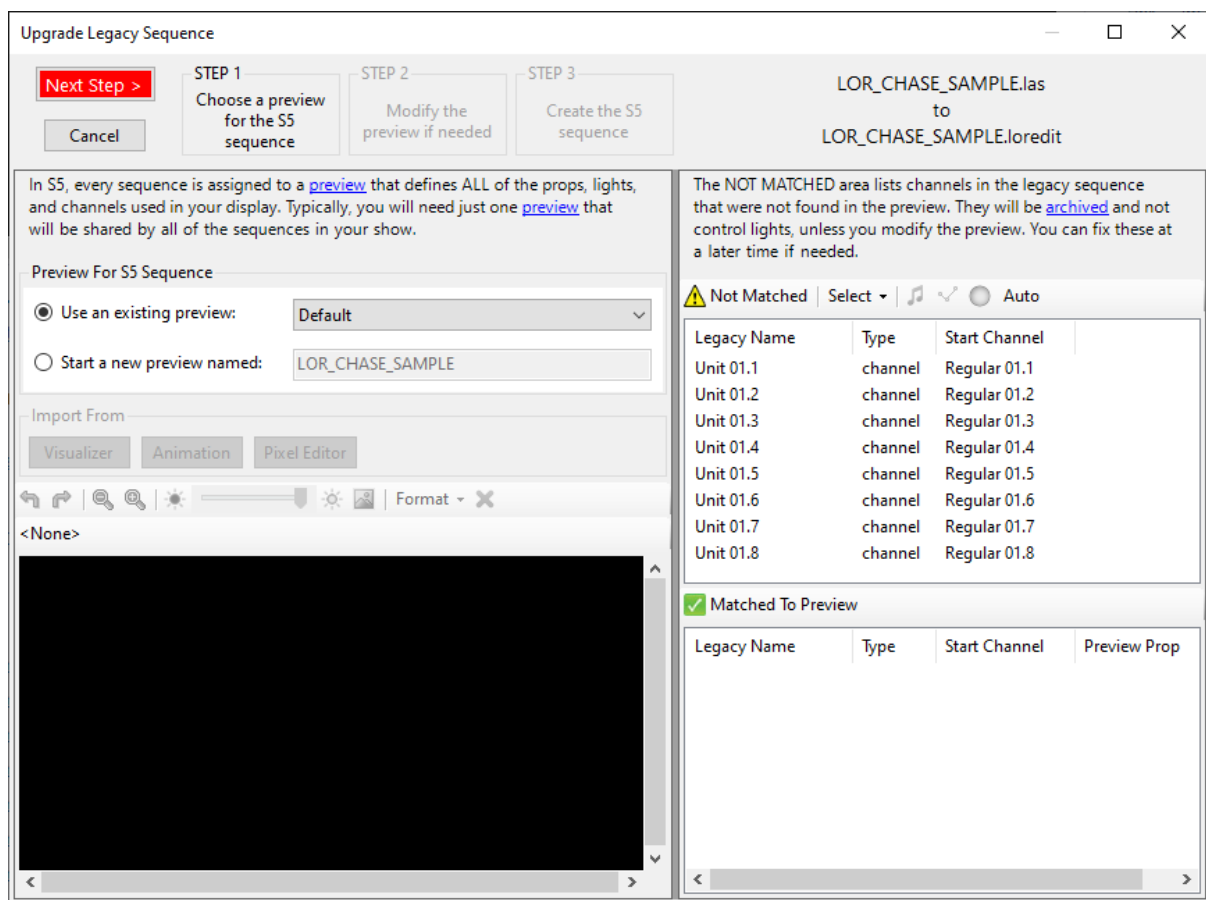 Upgrade Legacy Sequence
Next Step >
Cancel
STEP 1
Choose a preview
for the S5
sequence
STEP 2
Modify the
preview if needed
STEP 3
Create the S5
sequence
LOR_CHASE_SAMPLE.las
to
LOR_CHASE_SAMPLE.loredit
In S5, every sequence is assigned to a preview that defines ALL of the props, lights,
and channels used in your display. Typically, you will need just one preview that
will be shared by all of the sequences in your show.
Preview For S5 Sequence
Use an existing preview:
Default
Start a new preview named:
LOR_CHASE_SAMPLE
Import From
Visualizer
Animation
Pixel Editor
Format
<None>
The NOT MATCHED area lists channels in the legacy sequence
that were not found in the preview. They will be archived and not
control lights, unless you modify the preview. You can fix these at
a later time if needed.
Not Matched
Select
Auto
Legacy Name Type Start Channel
Unit 01.1 channel Regular 01.1
Unit 01.2 channel Regular 01.2
Unit 01.3 channel Regular 01.3
Unit 01.4 channel Regular 01.4
Unit 01.5 channel Regular 01.5
Unit 01.6 channel Regular 01.6
Unit 01.7 channel Regular 01.7
Unit 01.8 channel Regular 01.8
Matched To Preview
Legacy Name Type Start Channel Preview Prop